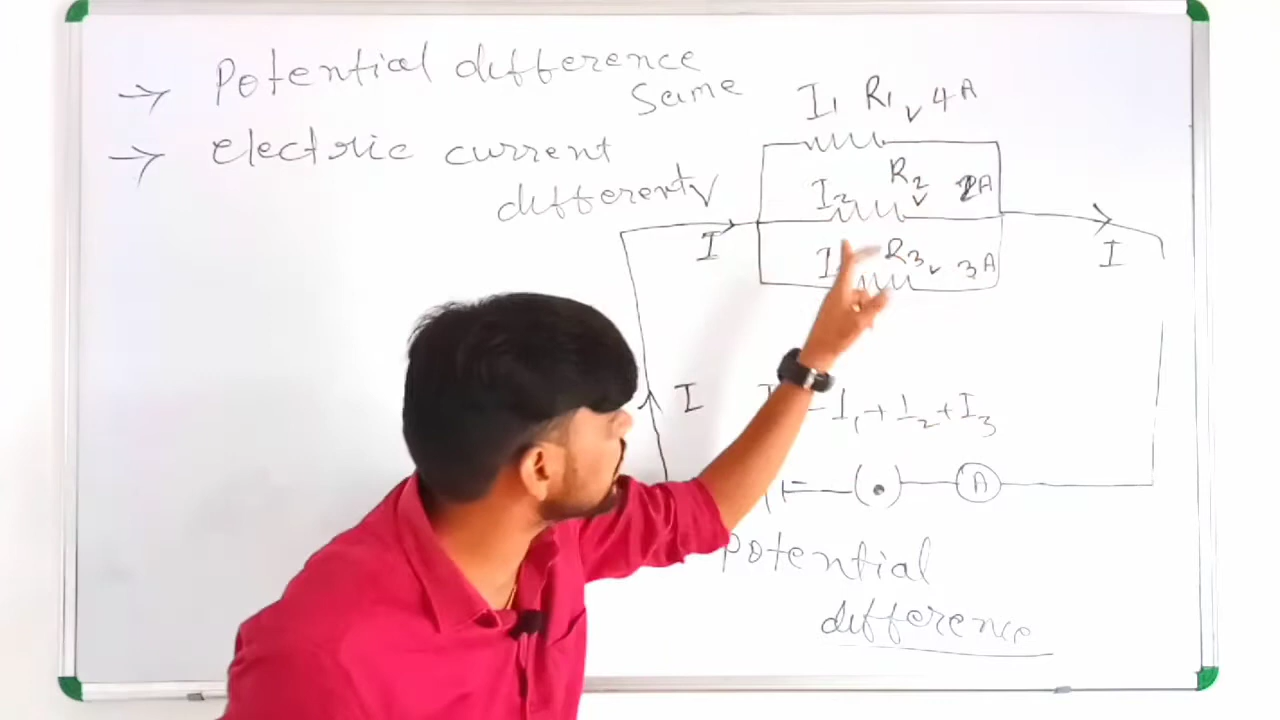 → Potential difference
same
→ electric current
different
I₁ R₁ 4A
I₂ R₂ 2A
I R₃ 3A
I
I
I
I₁ + I₂ + I₃
(•) A
potential
difference